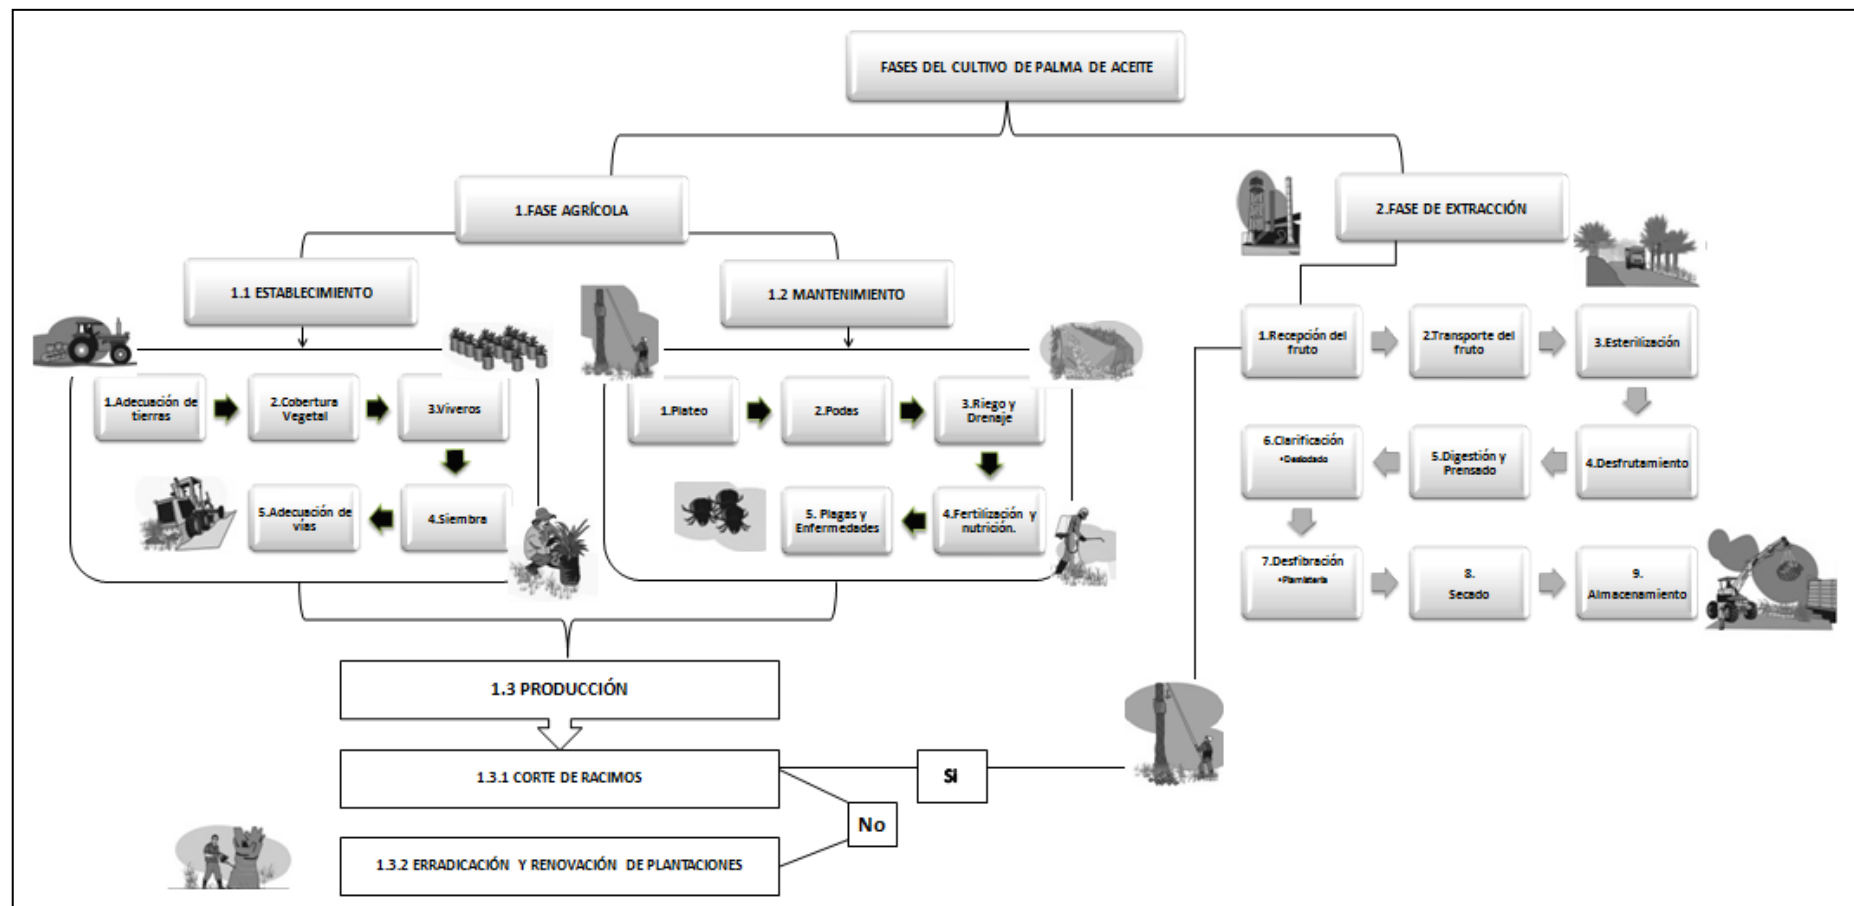 FASES DEL CULTIVO DE PALMA DE ACEITE
1.FASE AGRÍCOLA
2.FASE DE EXTRACCIÓN
1.1 ESTABLECIMIENTO
1.2 MANTENIMIENTO
1.Adecuación de
tierras
2.Cobertura
Vegetal
3.Viveros
4.Siembra
5.Adecuación de
vías
1.Plateo
2.Podas
3.Riego y
Drenaje
4.Fertilización y
nutrición.
5. Plagas y
Enfermedades
1.Recepción del
fruto
2.Transporte del
fruto
3.Esterilización
4.Desfrutamiento
5.Digestión y
Prensado
6.Clarificación
•Deslodado
7.Desfibración
8.
Secado
9.
Almacenamiento
1.3 PRODUCCIÓN
1.3.1 CORTE DE RACIMOS
Si
No
1.3.2 ERRADICACIÓN Y RENOVACIÓN DE PLANTACIONES